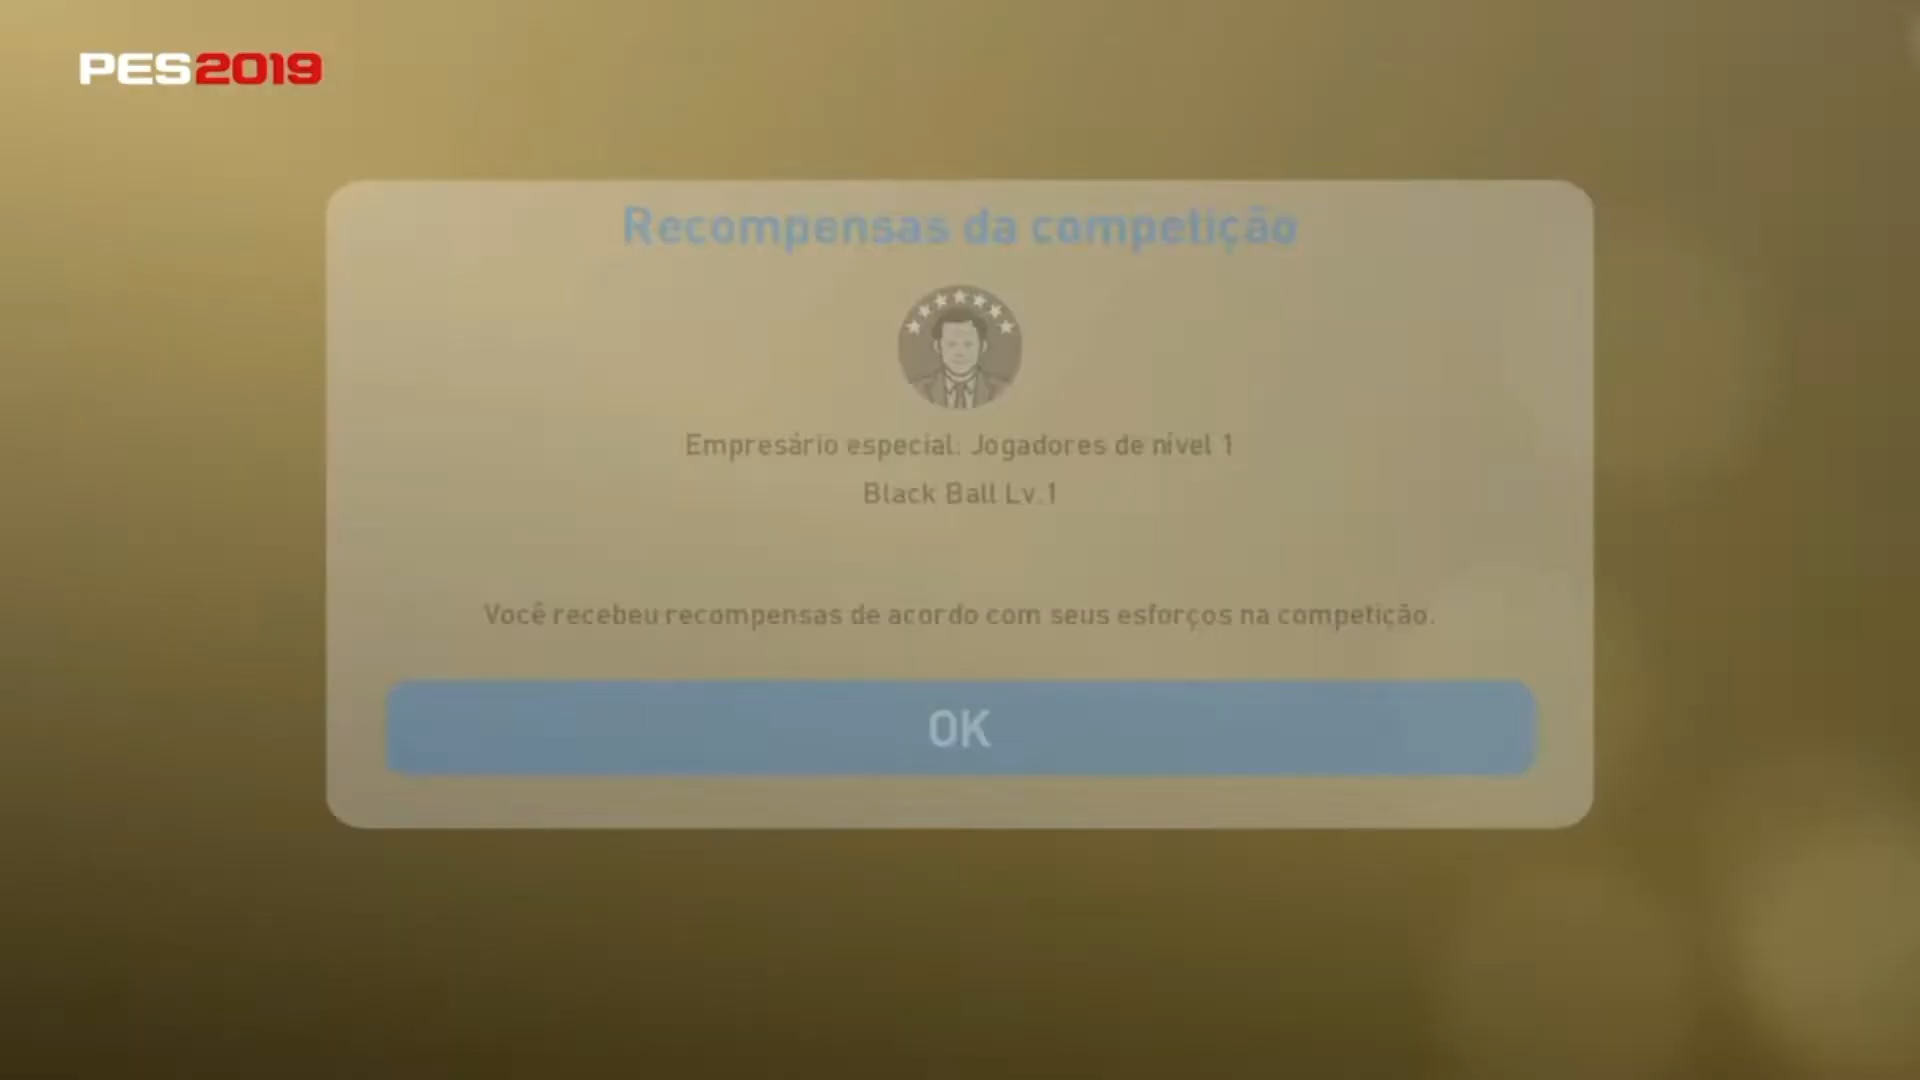 PES2019
Recompensas da competição
Empresário especial: Jogadores de nível 1
Black Ball Lv.1
Você recebeu recompensas de acordo com seus esforços na competição.
OK